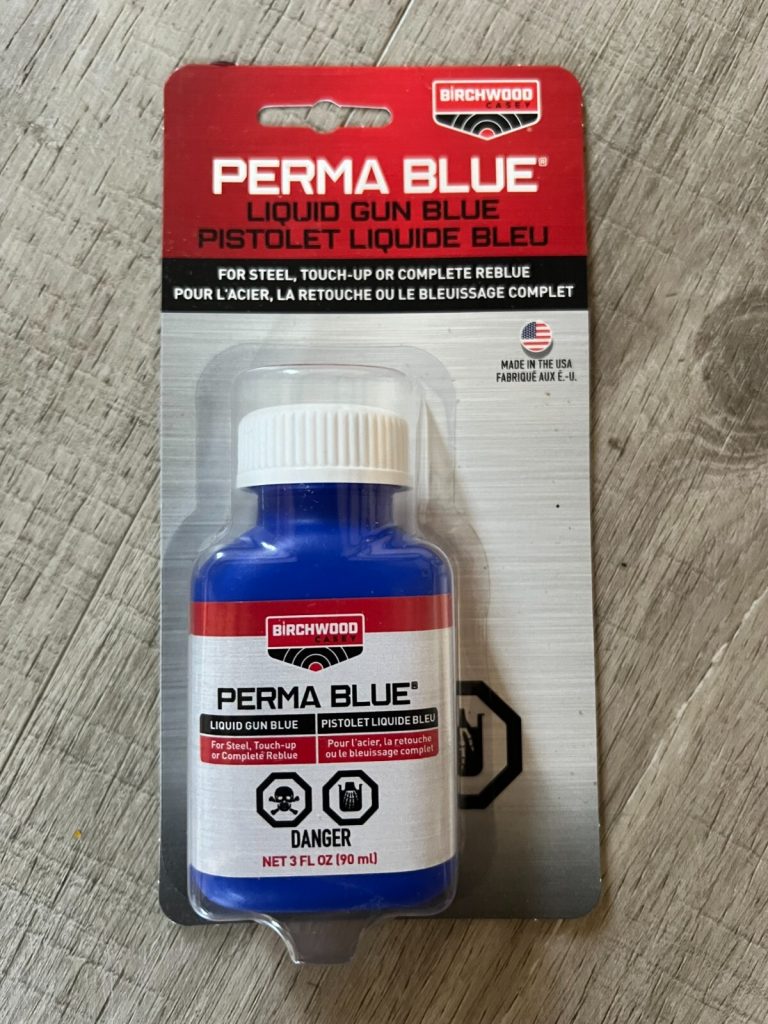 BIRCHWOOD
CASEY
PERMA BLUE®
LIQUID GUN BLUE
PISTOLET LIQUIDE BLEU
FOR STEEL, TOUCH-UP OR COMPLETE REBLUE
POUR L'ACIER, LA RETOUCHE OU LE BLEUISSAGE COMPLET
MADE IN THE USA
FABRIQUÉ AUX É.-U.
BIRCHWOOD
CASEY
PERMA BLUE®
LIQUID GUN BLUE
PISTOLET LIQUIDE BLEU
For Steel, Touch-up
or Complete Reblue
Pour l'acier, la retouche
ou le bleuissage complet
DANGER
NET 3 FL OZ (90 ml)